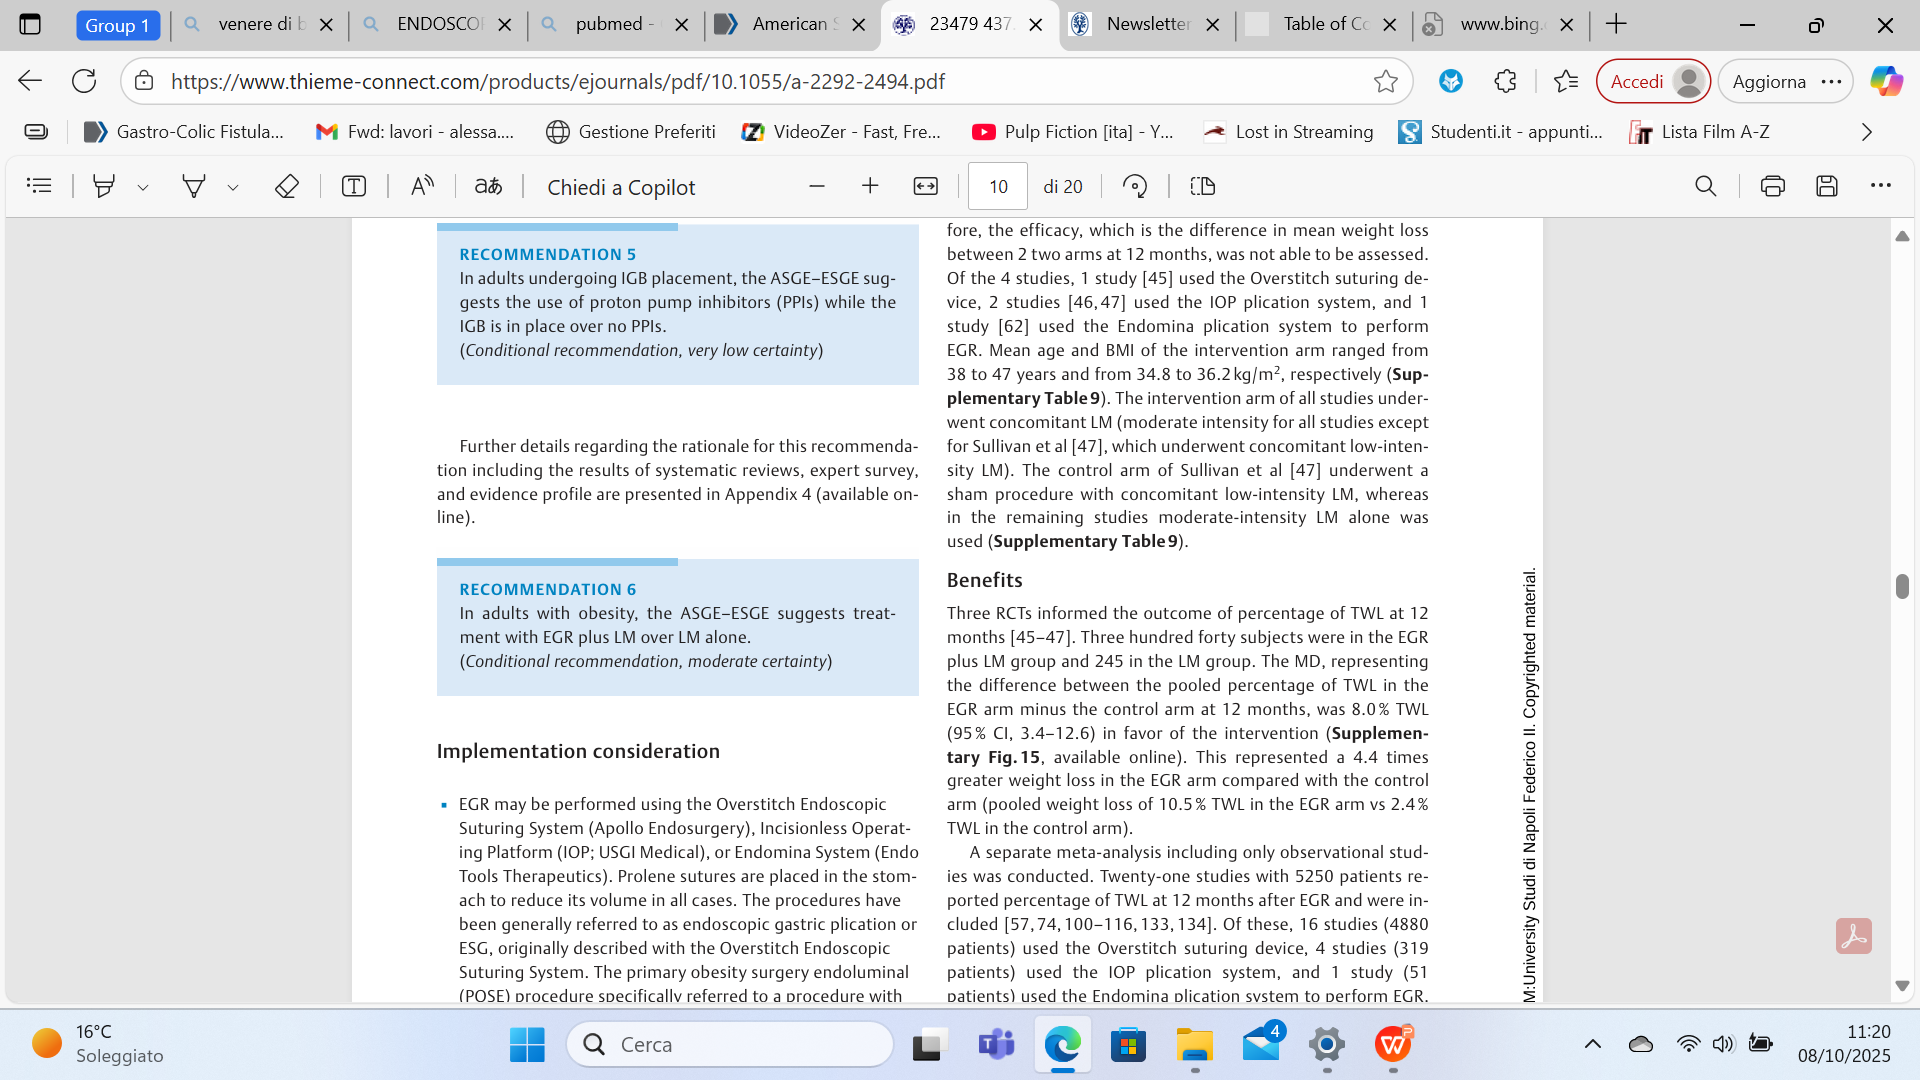 Group 1
venere di b
ENDOSCO
pubmed -
American S
23479 437.
Newsletter
Table of Co
www.bing.
https://www.thieme-connect.com/products/ejournals/pdf/10.1055/a-2292-2494.pdf
Accedi
Aggiorna
Gastro-Colic Fistula...
Fwd: lavori - alessa....
Gestione Preferiti
VideoZer - Fast, Fre...
Pulp Fiction [ita] - Y...
Lost in Streaming
Studenti.it - appunti...
Lista Film A-Z
Chiedi a Copilot
10
di 20
RECOMMENDATION 5
In adults undergoing IGB placement, the ASGE–ESGE sug-
gests the use of proton pump inhibitors (PPIs) while the
IGB is in place over no PPIs.
(Conditional recommendation, very low certainty)
Further details regarding the rationale for this recommenda-
tion including the results of systematic reviews, expert survey,
and evidence profile are presented in Appendix 4 (available on-
line).
RECOMMENDATION 6
In adults with obesity, the ASGE–ESGE suggests treat-
ment with EGR plus LM over LM alone.
(Conditional recommendation, moderate certainty)
Implementation consideration
▪ EGR may be performed using the Overstitch Endoscopic
Suturing System (Apollo Endosurgery), Incisionless Operat-
ing Platform (IOP; USGI Medical), or Endomina System (Endo
Tools Therapeutics). Prolene sutures are placed in the stom-
ach to reduce its volume in all cases. The procedures have
been generally referred to as endoscopic gastric plication or
ESG, originally described with the Overstitch Endoscopic
Suturing System. The primary obesity surgery endoluminal
(POSE) procedure specifically referred to a procedure with
fore, the efficacy, which is the difference in mean weight loss
between 2 two arms at 12 months, was not able to be assessed.
Of the 4 studies, 1 study [45] used the Overstitch suturing de-
vice, 2 studies [46,47] used the IOP plication system, and 1
study [62] used the Endomina plication system to perform
EGR. Mean age and BMI of the intervention arm ranged from
38 to 47 years and from 34.8 to 36.2 kg/m², respectively (Sup-
plementary Table 9). The intervention arm of all studies under-
went concomitant LM (moderate intensity for all studies except
for Sullivan et al [47], which underwent concomitant low-inten-
sity LM). The control arm of Sullivan et al [47] underwent a
sham procedure with concomitant low-intensity LM, whereas
in the remaining studies moderate-intensity LM alone was
used (Supplementary Table 9).
Benefits
Three RCTs informed the outcome of percentage of TWL at 12
months [45–47]. Three hundred forty subjects were in the EGR
plus LM group and 245 in the LM group. The MD, representing
the difference between the pooled percentage of TWL in the
EGR arm minus the control arm at 12 months, was 8.0 % TWL
(95 % CI, 3.4–12.6) in favor of the intervention (Supplemen-
tary Fig. 15, available online). This represented a 4.4 times
greater weight loss in the EGR arm compared with the control
arm (pooled weight loss of 10.5 % TWL in the EGR arm vs 2.4 %
TWL in the control arm).
A separate meta-analysis including only observational stud-
ies was conducted. Twenty-one studies with 5250 patients re-
ported percentage of TWL at 12 months after EGR and were in-
cluded [57, 74, 100–116, 133, 134]. Of these, 16 studies (4880
patients) used the Overstitch suturing device, 4 studies (319
patients) used the IOP plication system, and 1 study (51
patients) used the Endomina plication system to perform EGR.
M:University Studi di Napoli Federico II. Copyrighted material.
16°C
Soleggiato
Cerca
4
11:20
08/10/2025